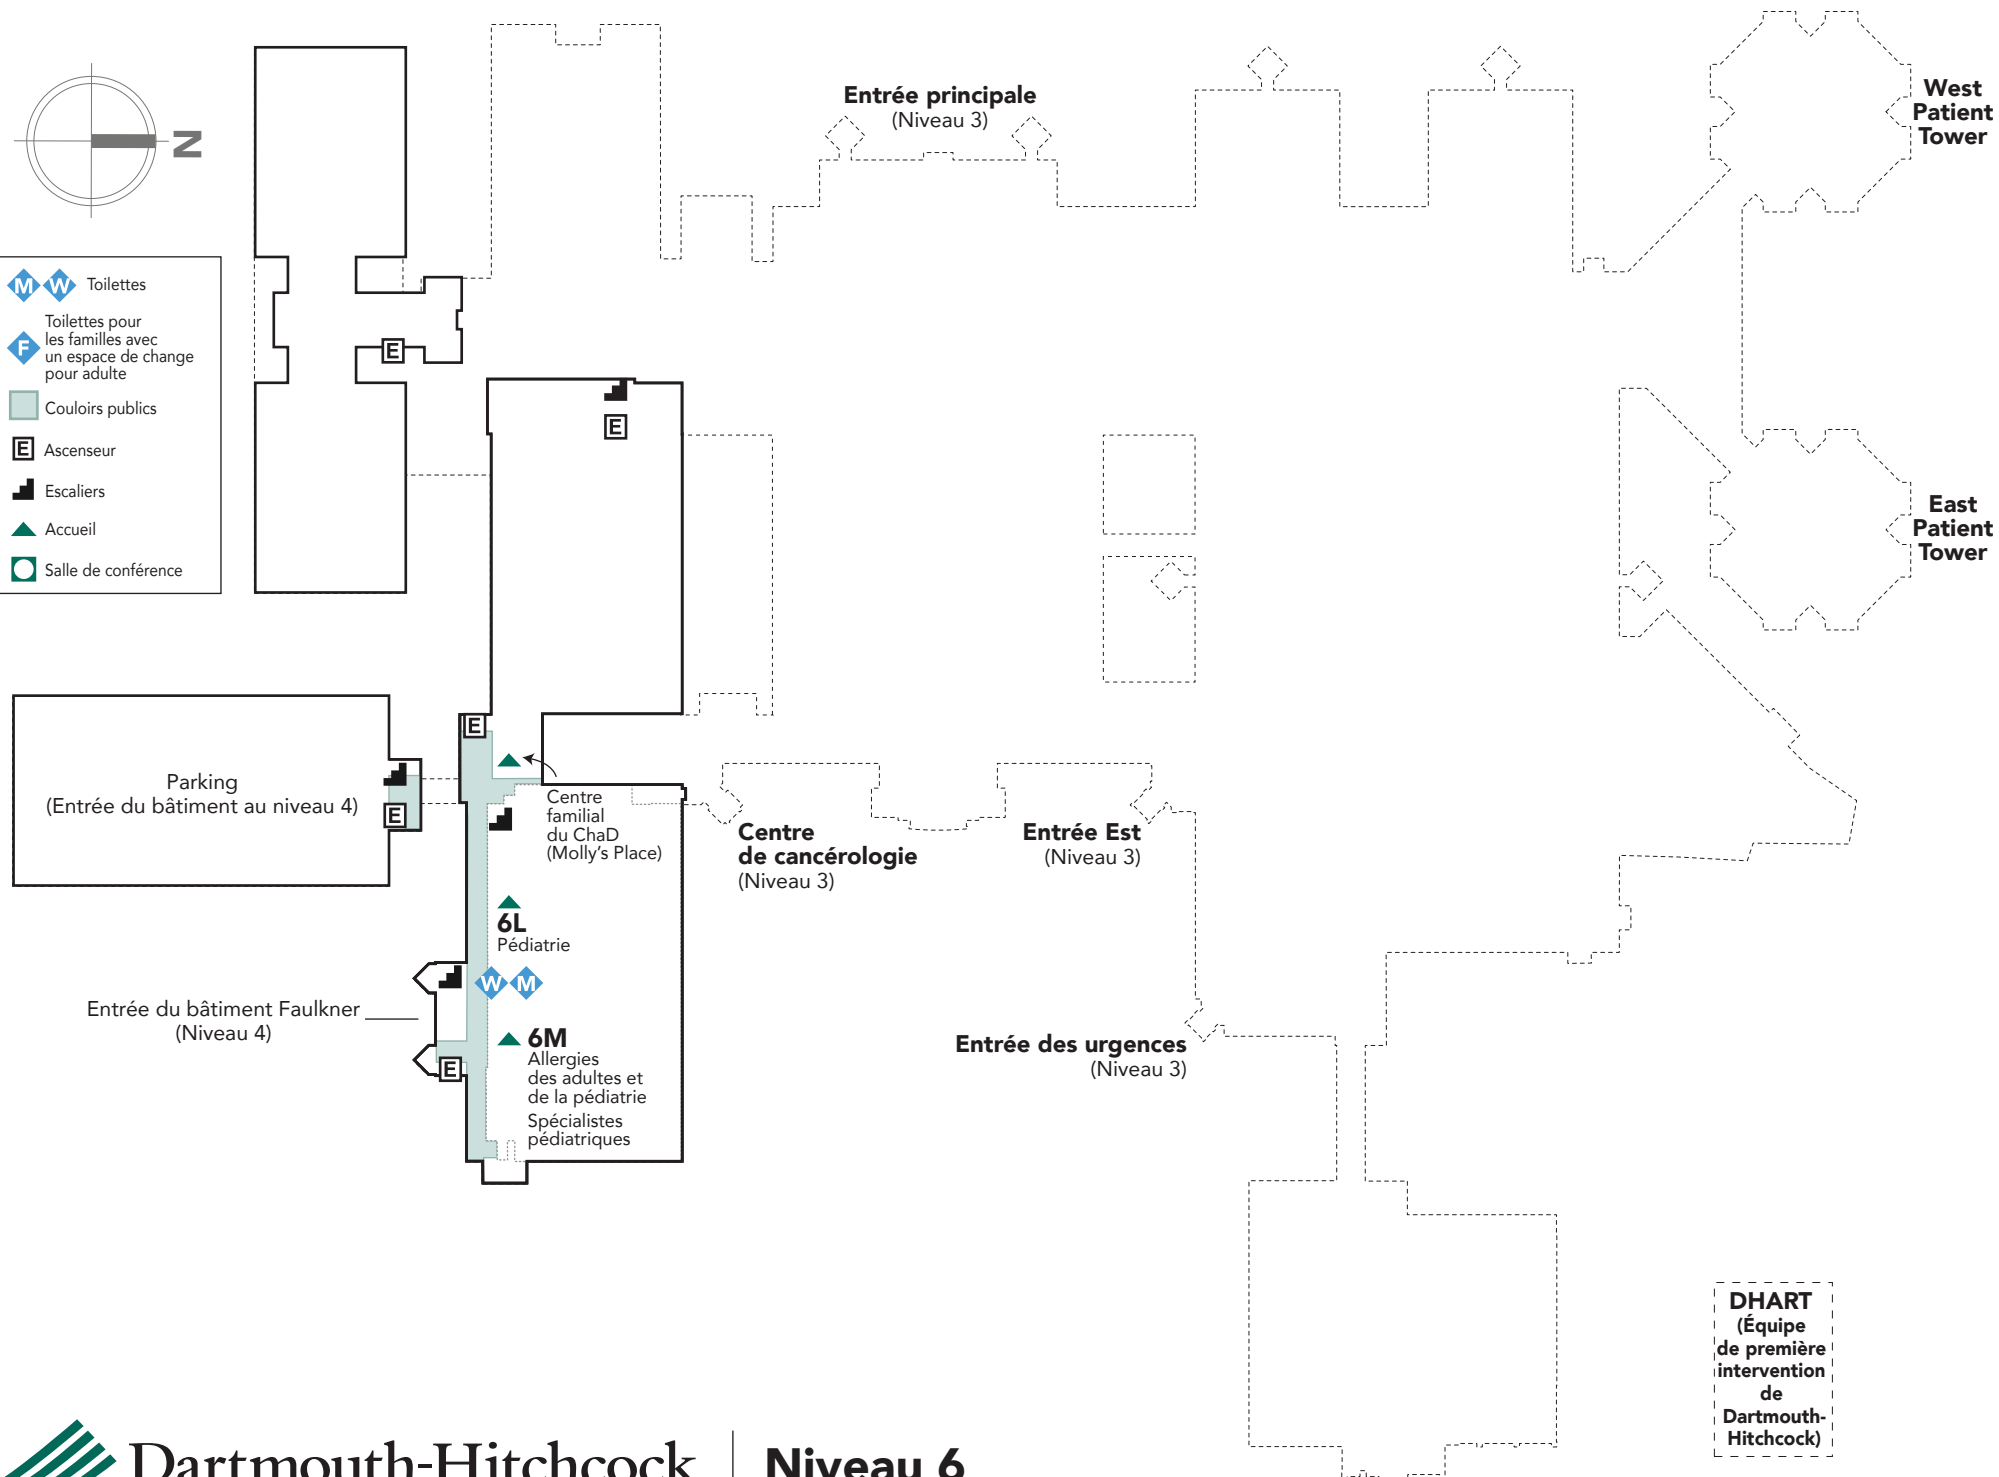 N
Entrée principale
(Niveau 3)
West
Patient
Tower
M W Toilettes
F
Toilettes pour
les familles avec
un espace de change
pour adulte
Couloirs publics
E Ascenseur
Escaliers
Accueil
Salle de conférence
E
E
East
Patient
Tower
E
Parking
(Entrée du bâtiment au niveau 4)
E
Centre
familial
du ChaD
(Molly's Place)
Centre
de cancérologie
(Niveau 3)
Entrée Est
(Niveau 3)
6L
Pédiatrie
W M
Entrée du bâtiment Faulkner
(Niveau 4)
E
6M
Allergies
des adultes et
de la pédiatrie
Spécialistes
pédiatriques
Entrée des urgences
(Niveau 3)
DHART
(Équipe
de première
intervention
de
Dartmouth-
Hitchcock)
Dartmouth-Hitchcock
Niveau 6